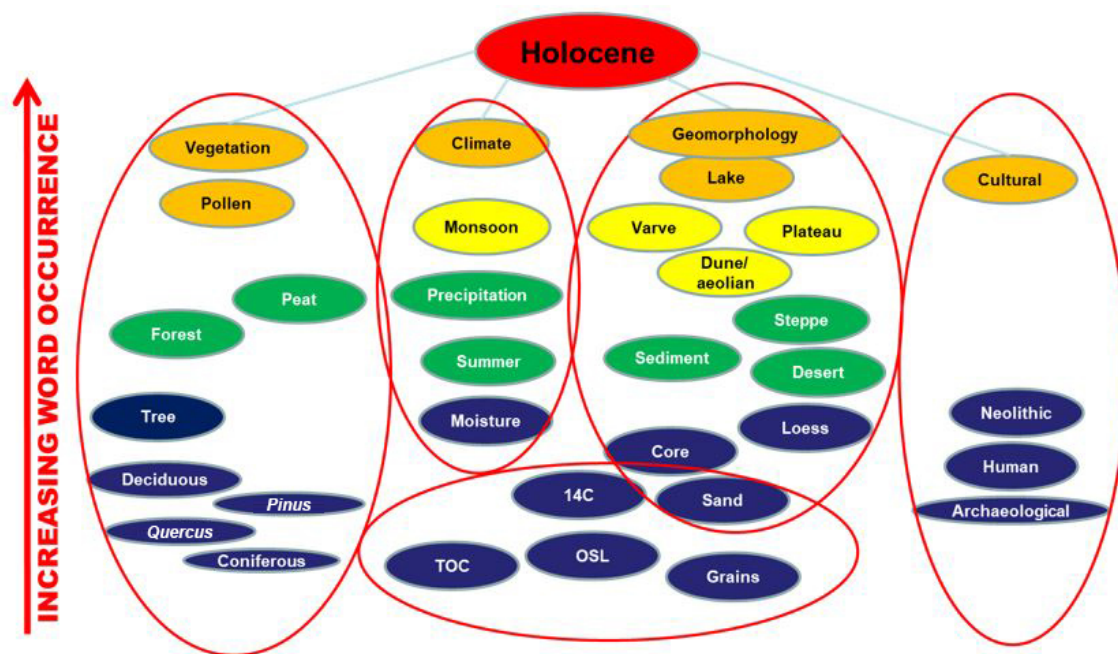 Holocene
INCREASING WORD OCCURRENCE
Vegetation
Pollen
Peat
Forest
Tree
Deciduous
Pinus
Quercus
Coniferous
Climate
Monsoon
Precipitation
Summer
Moisture
Geomorphology
Lake
Varve
Plateau
Dune/
aeolian
Steppe
Sediment
Desert
Loess
Core
Sand
14C
TOC
OSL
Grains
Cultural
Neolithic
Human
Archaeological